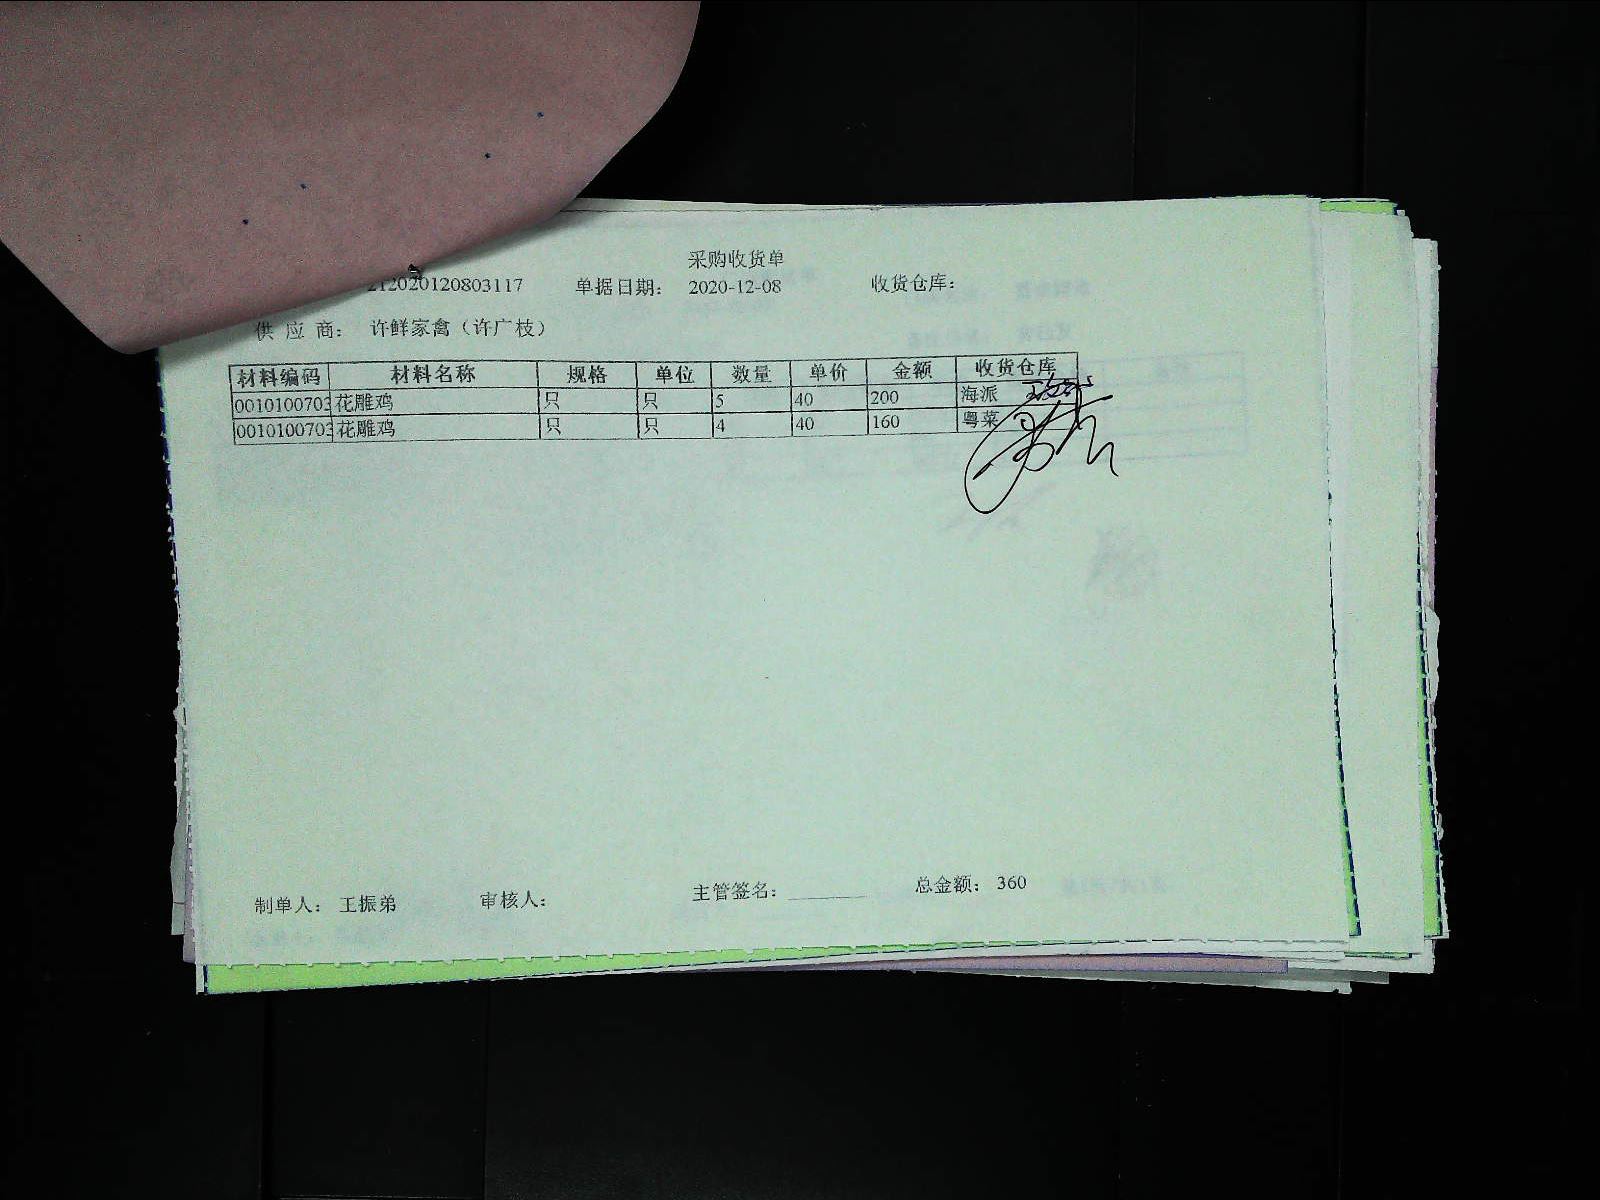 采购收货单
212020120803117 单据日期： 2020-12-08 收货仓库：
供 应 商： 许鲜家禽（许广枝）
材料编码 材料名称 规格 单位 数量 单价 金额 收货仓库
0010100703 花雕鸡 只 只 5 40 200 海派
0010100703 花雕鸡 只 只 4 40 160 粤菜
制单人： 王振弟 审核人： 主管签名： 总金额： 360